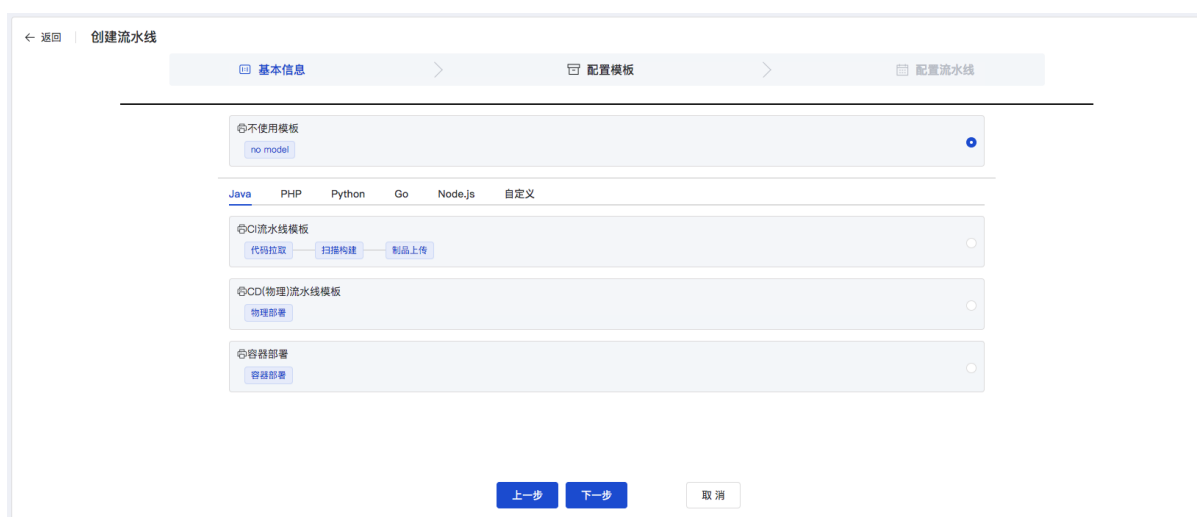 返回 创建流水线
基本信息 配置模板 配置流水线
不使用模板
no model
Java PHP Python Go Node.js 自定义
CI流水线模板
代码拉取 扫描构建 制品上传
CD(物理)流水线模板
物理部署
容器部署
容器部署
上一步 下一步 取 消